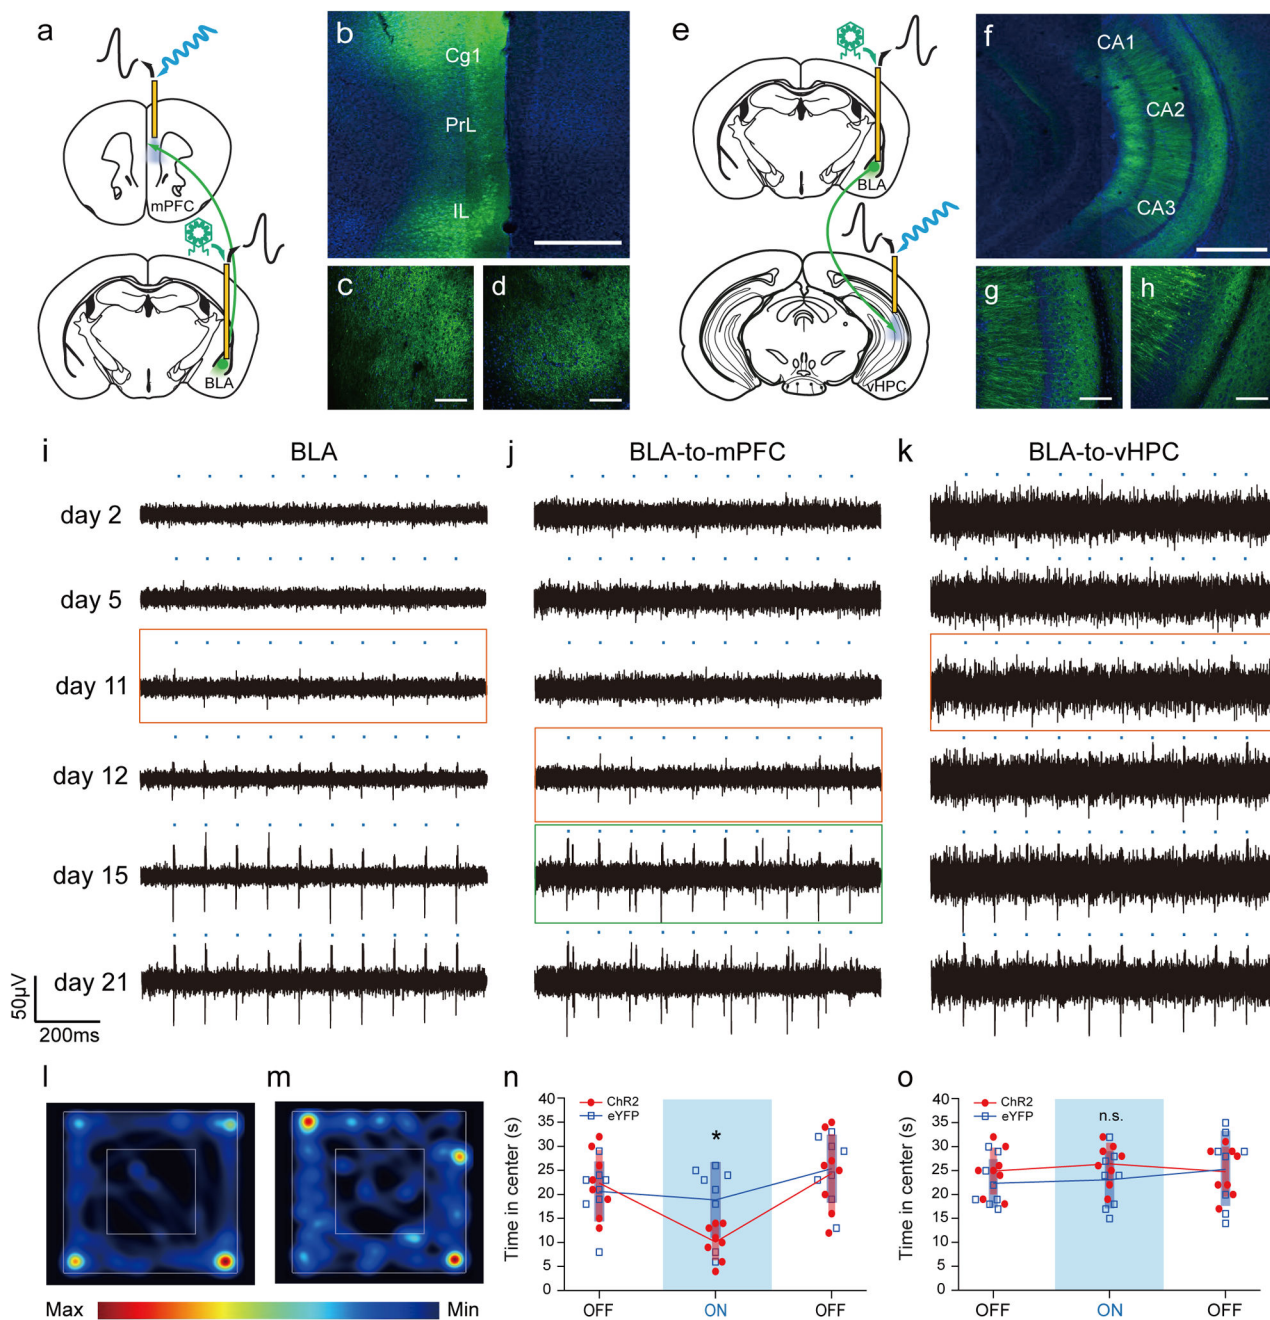 a
b
Cg1
PrL
IL
mPFC
BLA
c
d
e
BLA
vHPC
f
CA1
CA2
CA3
g
h
i
BLA
j
BLA-to-mPFC
k
BLA-to-vHPC
day 2
day 5
day 11
day 12
day 15
day 21
50μV
200ms
l
m
Max
Min
n
ChR2
eYFP
*
Time in center (s)
40
35
30
25
20
15
10
5
0
OFF
ON
OFF
o
ChR2
eYFP
n.s.
Time in center (s)
40
35
30
25
20
15
10
5
0
OFF
ON
OFF